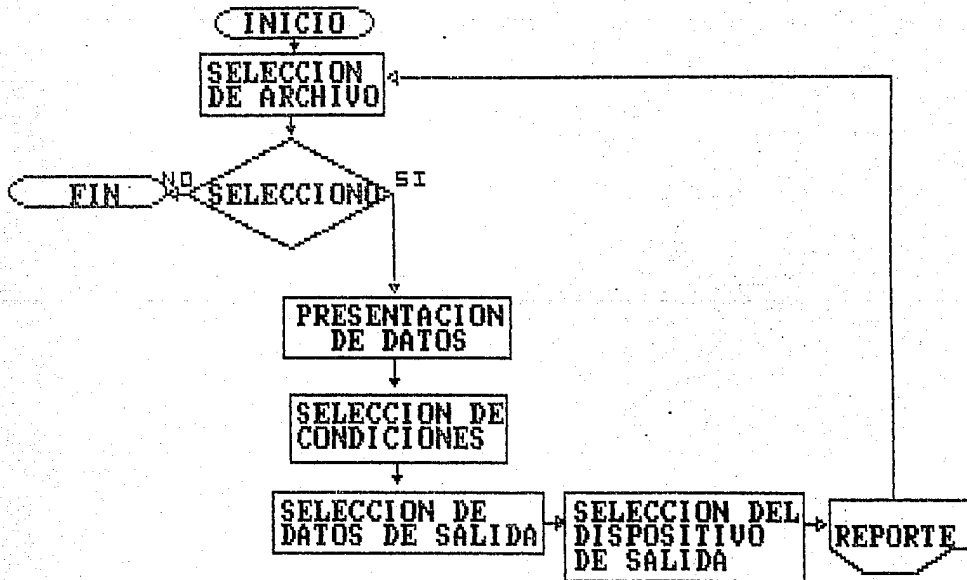 INICIO
SELECCION
DE ARCHIVO
NO
SI
FIN
SELECCIONO
PRESENTACION
DE DATOS
SELECCION DE
CONDICIONES
SELECCION DE
DATOS DE SALIDA
SELECCION DEL
DISPOSITIVO
DE SALIDA
REPORTE